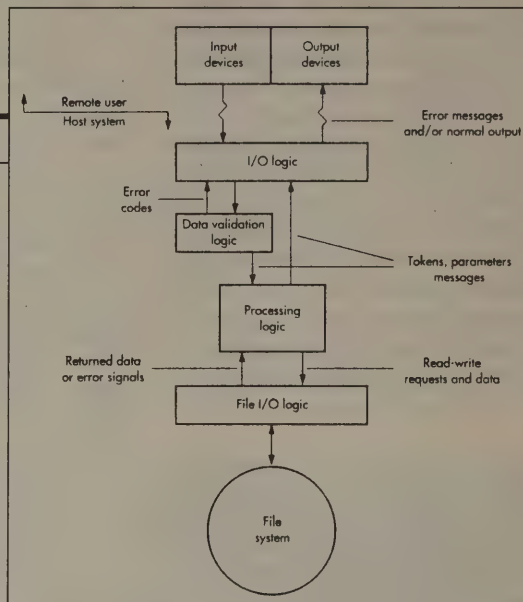 Input
devices
Output
devices
Remote user
Host system
Error messages
and/or normal output
I/O logic
Error
codes
Data validation
logic
Tokens, parameters
messages
Processing
logic
Returned data
or error signals
Read-write
requests and data
File I/O logic
File
system